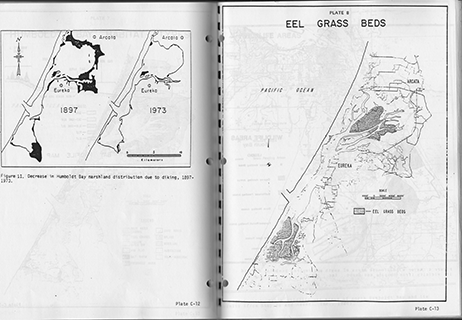 Arcata
Eureka
1897
Arcata
Eureka
1973
Kilometers
Figure 11. Decrease in Humboldt Bay marshland distribution due to diking, 1897-
1973.
Plate C-12
PLATE 8
EEL GRASS BEDS
PACIFIC OCEAN
ARCATA
EUREKA
SCALE
EEL GRASS BEDS
Plate C-13